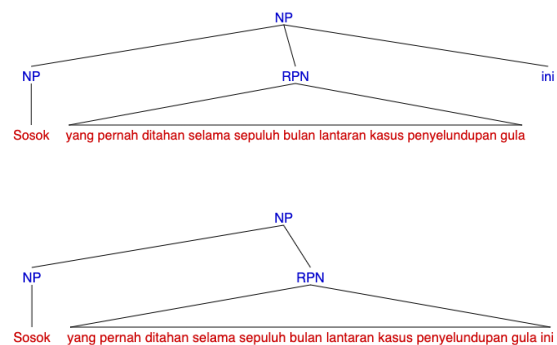 NP
NP RPN ini
Sosok yang pernah ditahan selama sepuluh bulan lantaran kasus penyelundupan gula
NP
NP RPN
Sosok yang pernah ditahan selama sepuluh bulan lantaran kasus penyelundupan gula ini